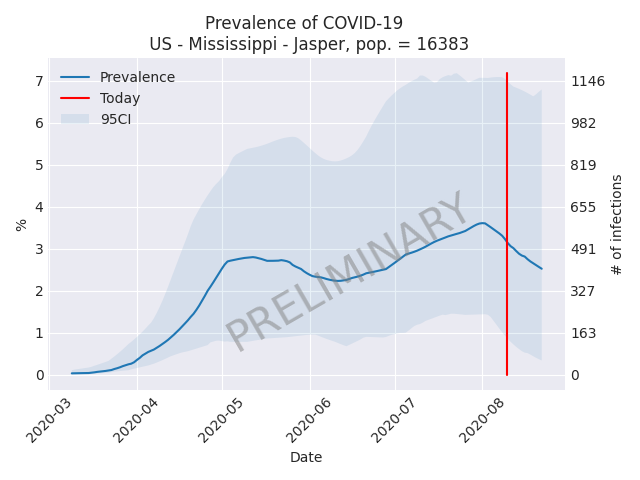 Prevalence of COVID-19
US - Mississippi - Jasper, pop. = 16383
Prevalence
Today
95CI
7
6
5
4
3
2
1
0
%
1146
982
819
655
491
327
163
0
# of infections
PRELIMINARY
2020-03
2020-04
2020-05
2020-06
2020-07
2020-08
Date